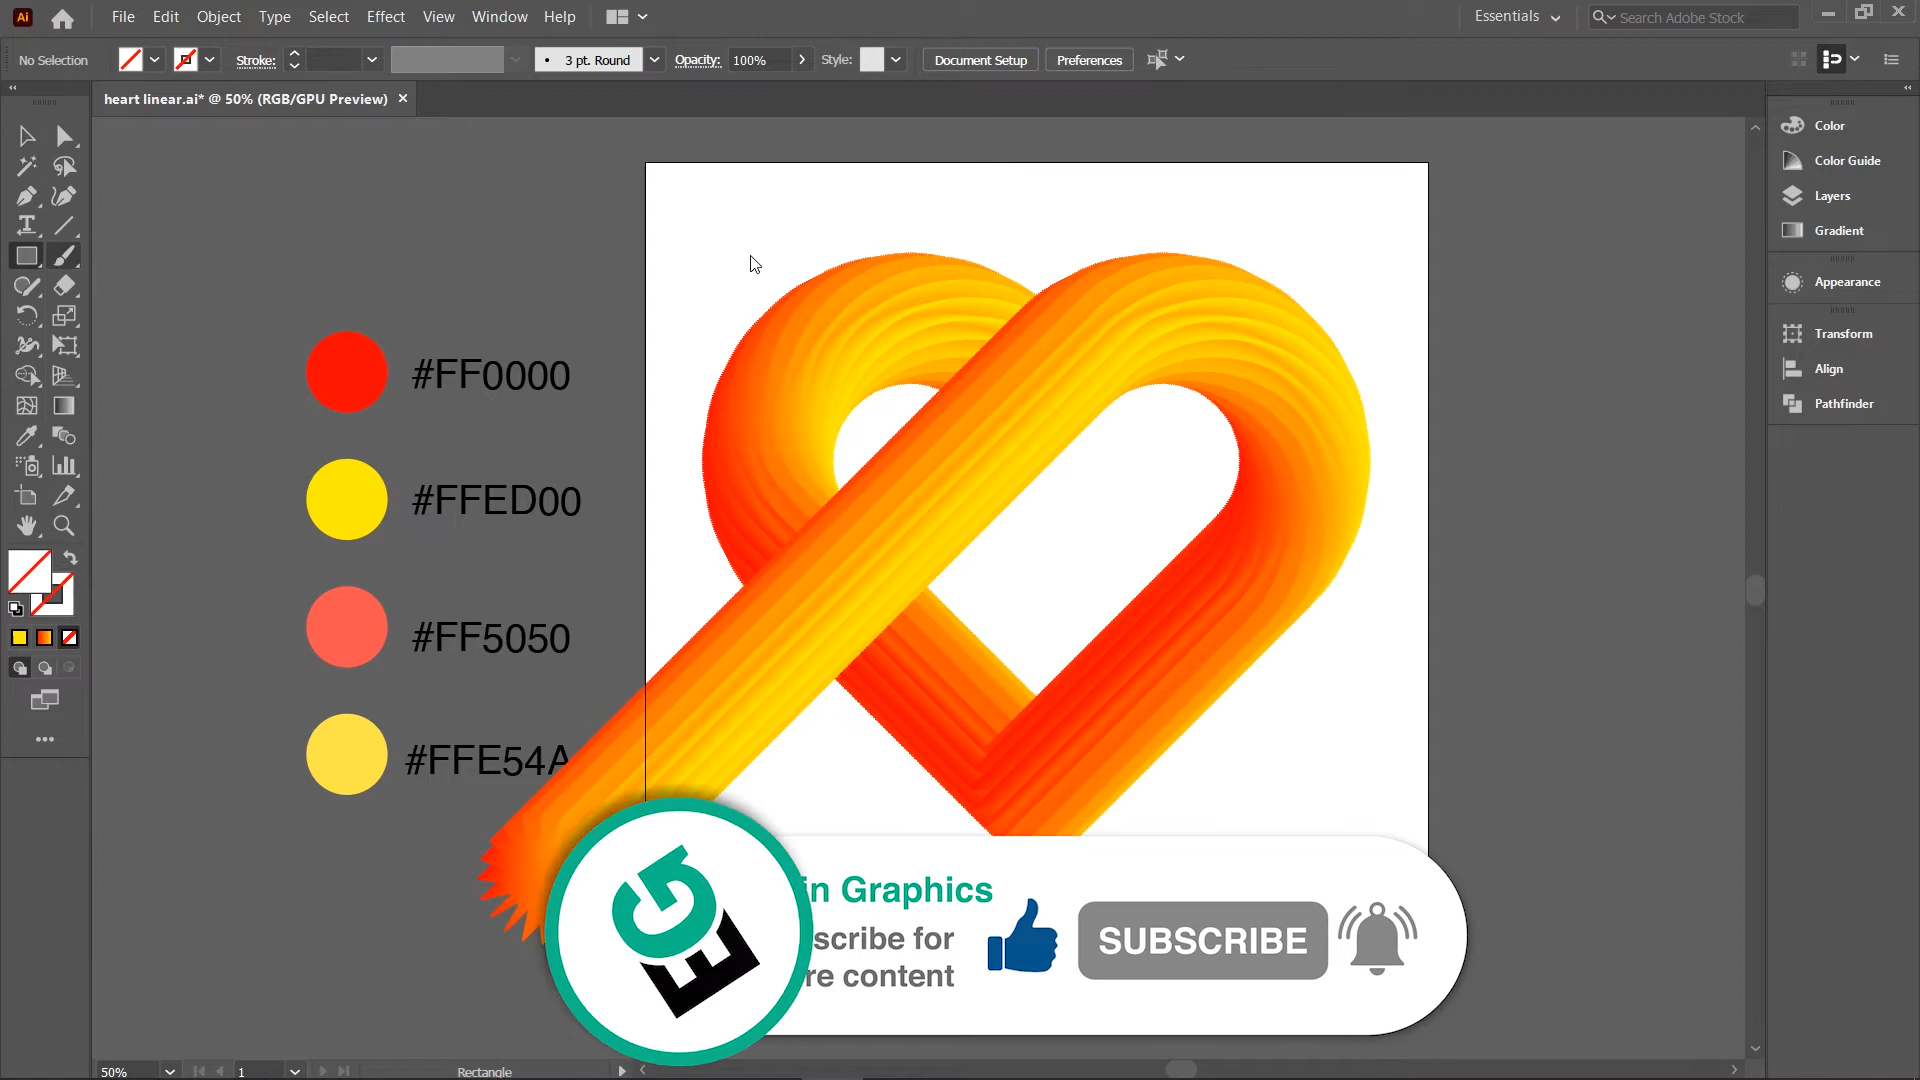 Ai File Edit Object Type Select Effect View Window Help Essentials Search Adobe Stock
No Selection Stroke: 3 pt. Round Opacity: 100% Style: Document Setup Preferences
heart linear.ai* @ 50% (RGB/GPU Preview)
Color
Color Guide
Layers
Gradient
Appearance
Transform
Align
Pathfinder
#FF0000
#FFED00
#FF5050
#FFE54A
ECG
in Graphics
scribe for
re content
SUBSCRIBE
50% 1 Rectangle